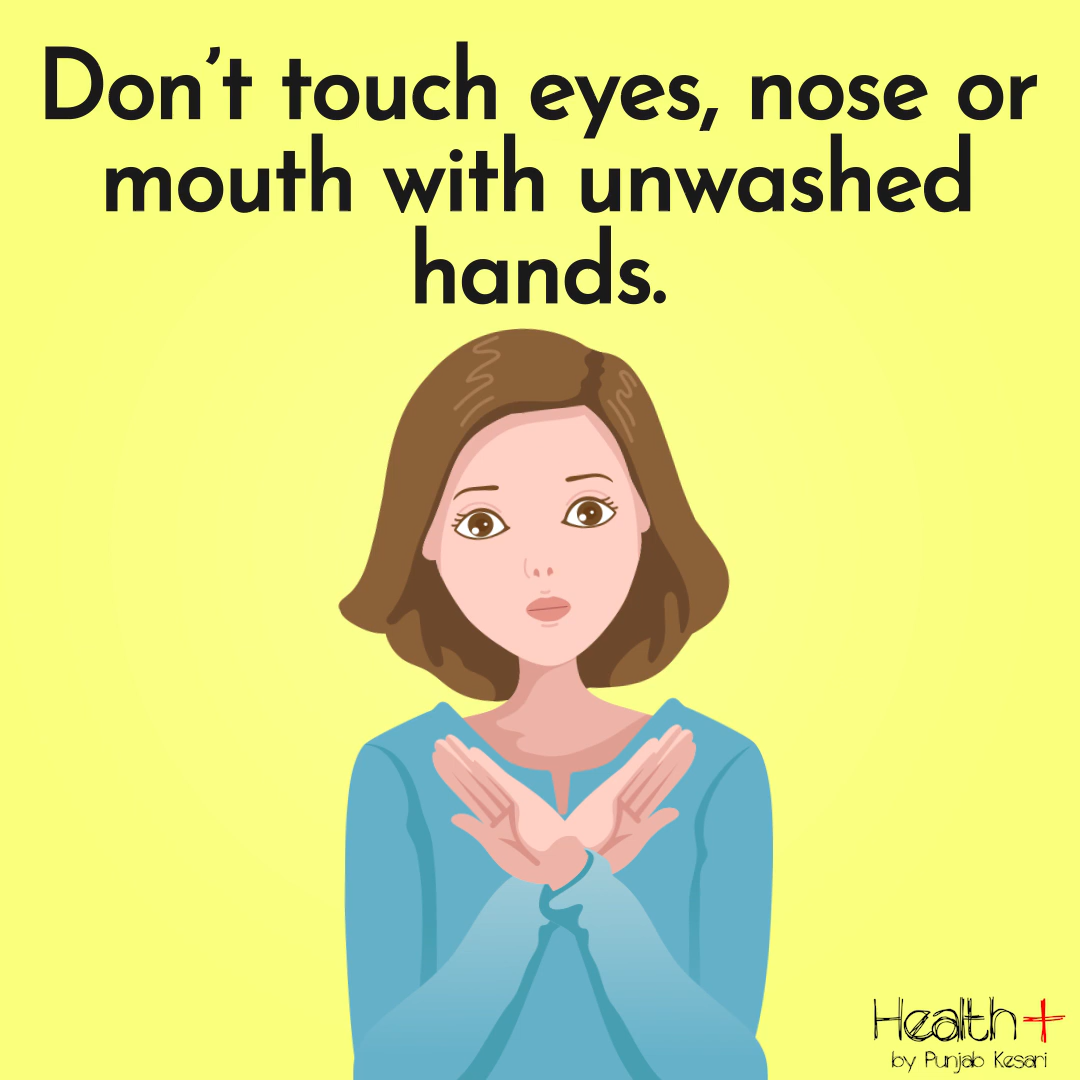 Don't touch eyes, nose or
mouth with unwashed
hands.
Health+
by Punjab Kesari